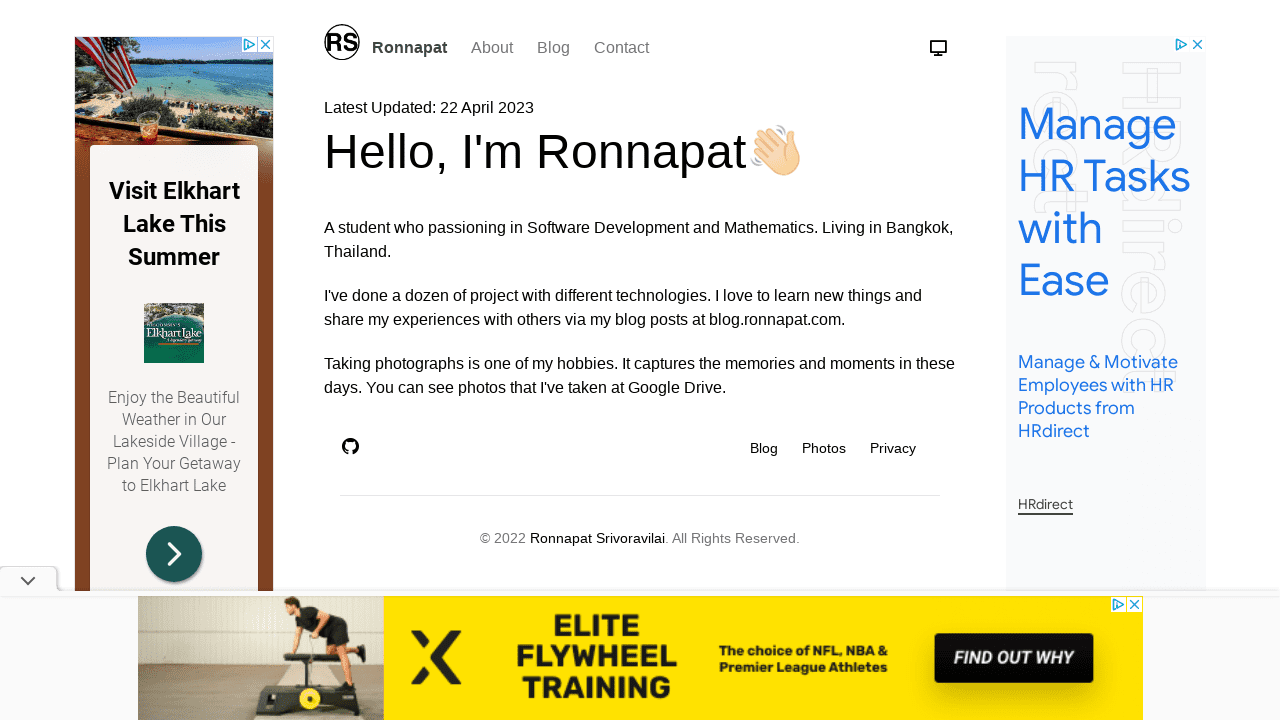 RS
Ronnapat
About
Blog
Contact
Latest Updated: 22 April 2023
Hello, I'm Ronnapat👋🏻
A student who passioning in Software Development and Mathematics. Living in Bangkok,
Thailand.
I've done a dozen of project with different technologies. I love to learn new things and
share my experiences with others via my blog posts at blog.ronnapat.com.
Taking photographs is one of my hobbies. It captures the memories and moments in these
days. You can see photos that I've taken at Google Drive.
Blog
Photos
Privacy
© 2022 Ronnapat Srivoravilai. All Rights Reserved.
Visit Elkhart
Lake This
Summer
Elkhart Lake
Enjoy the Beautiful
Weather in Our
Lakeside Village -
Plan Your Getaway
to Elkhart Lake
HRdirect
Manage
HR Tasks
with
Ease
Manage & Motivate
Employees with HR
Products from
HRdirect
HRdirect
ELITE
FLYWHEEL
TRAINING
The choice of NFL, NBA &
Premier League Athletes
FIND OUT WHY